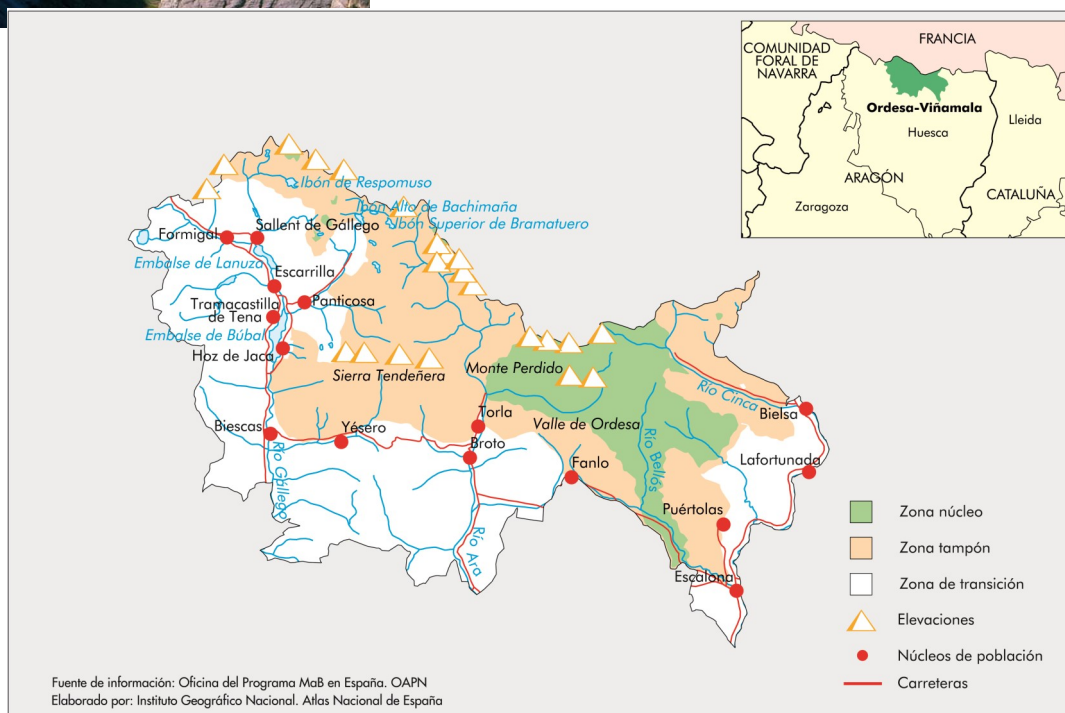 FRANCIA
COMUNIDAD
FORAL DE
NAVARRA
Ordesa-Viñamala
Huesca
Lleida
ARAGÓN
CATALUÑA
Zaragoza
Ibón de Respomuso
Ibón Alto de Bachimaña
Ibón Superior de Bramatuero
Formigal
Sallent de Gállego
Embalse de Lanuza
Escarrilla
Tramacastilla
de Tena
Panticosa
Embalse de Búbal
Hoz de Jaca
Sierra Tendeñera
Monte Perdido
Río Cinca
Bielsa
Biescas
Yésero
Torla
Valle de Ordesa
Broto
Fanlo
Río Bellós
Lafortunada
Río Gállego
Río Ara
Puértolas
Escalona
Zona núcleo
Zona tampón
Zona de transición
Elevaciones
Núcleos de población
Carreteras
Fuente de información: Oficina del Programa MaB en España. OAPN
Elaborado por: Instituto Geográfico Nacional. Atlas Nacional de España